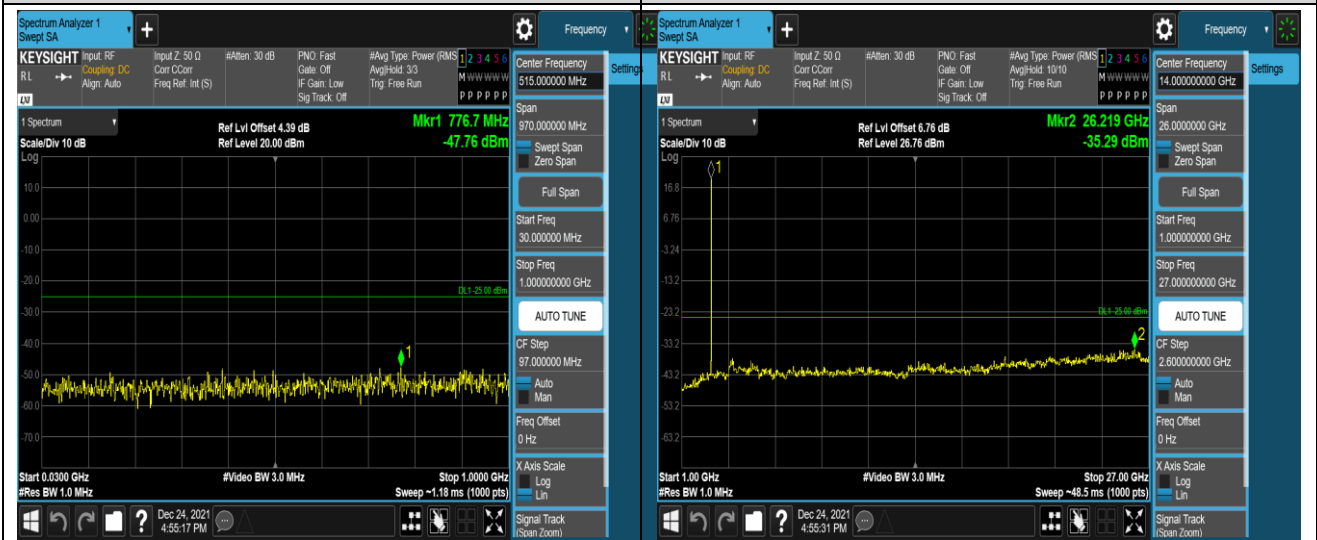 Spectrum Analyzer 1
Swept SA
+
Frequency
KEYSIGHT
Input: RF
Input Z: 50 Ω
#Atten: 30 dB
PNO: Fast
#Avg Type: Power (RMS
1 2 3 4 5 6
RL
Coupling: DC
Corr CCorr
Gate: Off
Avg|Hold: 3/3
M W W W W W
Align: Auto
Freq Ref: Int (S)
IF Gain: Low
Trig: Free Run
Sig Track: Off
P P P P P P
LXI
1 Spectrum
Ref Lvl Offset 4.39 dB
Mkr1 776.7 MHz
Scale/Div 10 dB
Ref Level 20.00 dBm
-47.76 dBm
Log
10.0
0.00
-10.0
-20.0
DL1 -25.00 dBm
-30.0
-40.0
1
-50.0
-60.0
-70.0
Start 0.0300 GHz
#Video BW 3.0 MHz
Stop 1.0000 GHz
#Res BW 1.0 MHz
Sweep ~1.18 ms (1000 pts)
Dec 24, 2021
4:55:17 PM
Center Frequency
515.000000 MHz
Settings
Span
970.000000 MHz
Swept Span
Zero Span
Full Span
Start Freq
30.000000 MHz
Stop Freq
1.000000000 GHz
AUTO TUNE
CF Step
97.000000 MHz
Auto
Man
Freq Offset
0 Hz
X Axis Scale
Log
Lin
Signal Track
(Span Zoom)
Spectrum Analyzer 1
Swept SA
+
Frequency
KEYSIGHT
Input: RF
Input Z: 50 Ω
#Atten: 30 dB
PNO: Fast
#Avg Type: Power (RMS
1 2 3 4 5 6
RL
Coupling: DC
Corr CCorr
Gate: Off
Avg|Hold: 10/10
M W W W W W
Align: Auto
Freq Ref: Int (S)
IF Gain: Low
Trig: Free Run
Sig Track: Off
P P P P P P
LXI
1 Spectrum
Ref Lvl Offset 6.76 dB
Mkr2 26.219 GHz
Scale/Div 10 dB
Ref Level 26.76 dBm
-35.29 dBm
Log
1
16.8
6.76
-3.24
-13.2
-23.2
DL1 -25.00 dBm
-33.2
2
-43.2
-53.2
-63.2
Start 1.00 GHz
#Video BW 3.0 MHz
Stop 27.00 GHz
#Res BW 1.0 MHz
Sweep ~48.5 ms (1000 pts)
Dec 24, 2021
4:55:31 PM
Center Frequency
14.000000000 GHz
Settings
Span
26.0000000 GHz
Swept Span
Zero Span
Full Span
Start Freq
1.000000000 GHz
Stop Freq
27.000000000 GHz
AUTO TUNE
CF Step
2.600000000 GHz
Auto
Man
Freq Offset
0 Hz
X Axis Scale
Log
Lin
Signal Track
(Span Zoom)